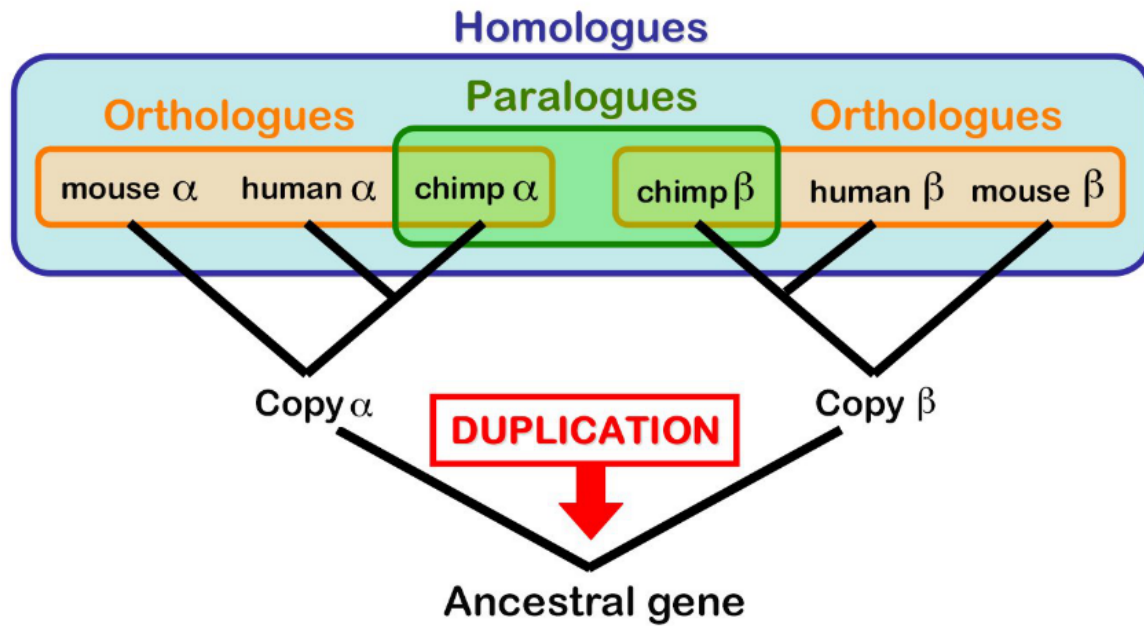 Homologues
Paralogues
Orthologues
Orthologues
mouse α human α chimp α chimp β human β mouse β
Copy α
Copy β
DUPLICATION
Ancestral gene